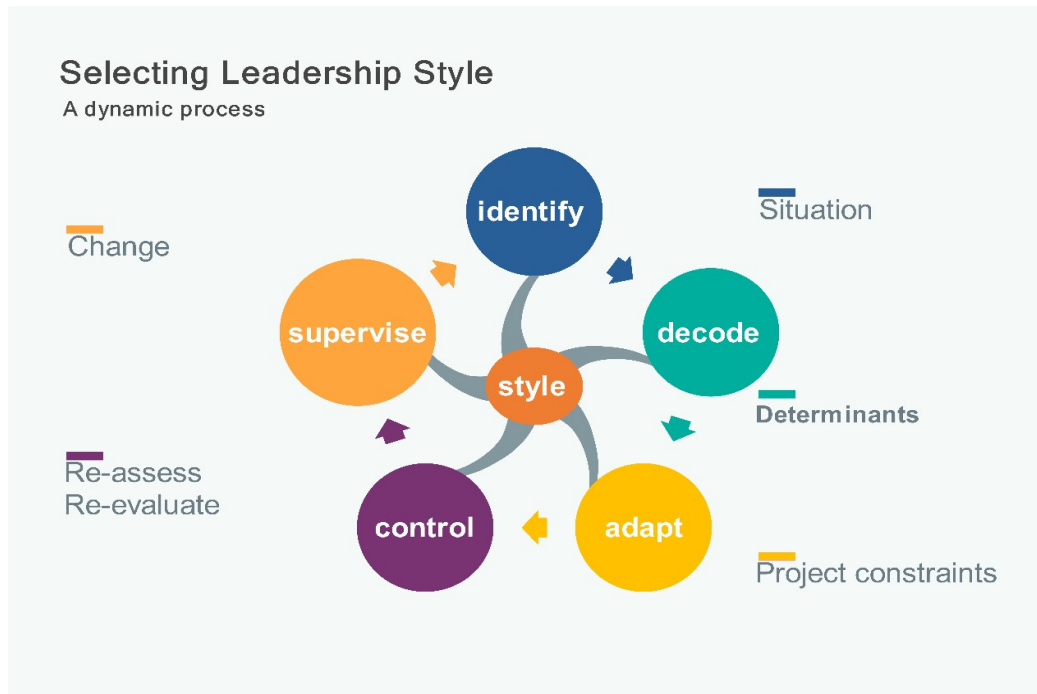 Selecting Leadership Style
A dynamic process
identify
Situation
Change
supervise
decode
style
Determinants
Re-assess
Re-evaluate
control
adapt
Project constraints